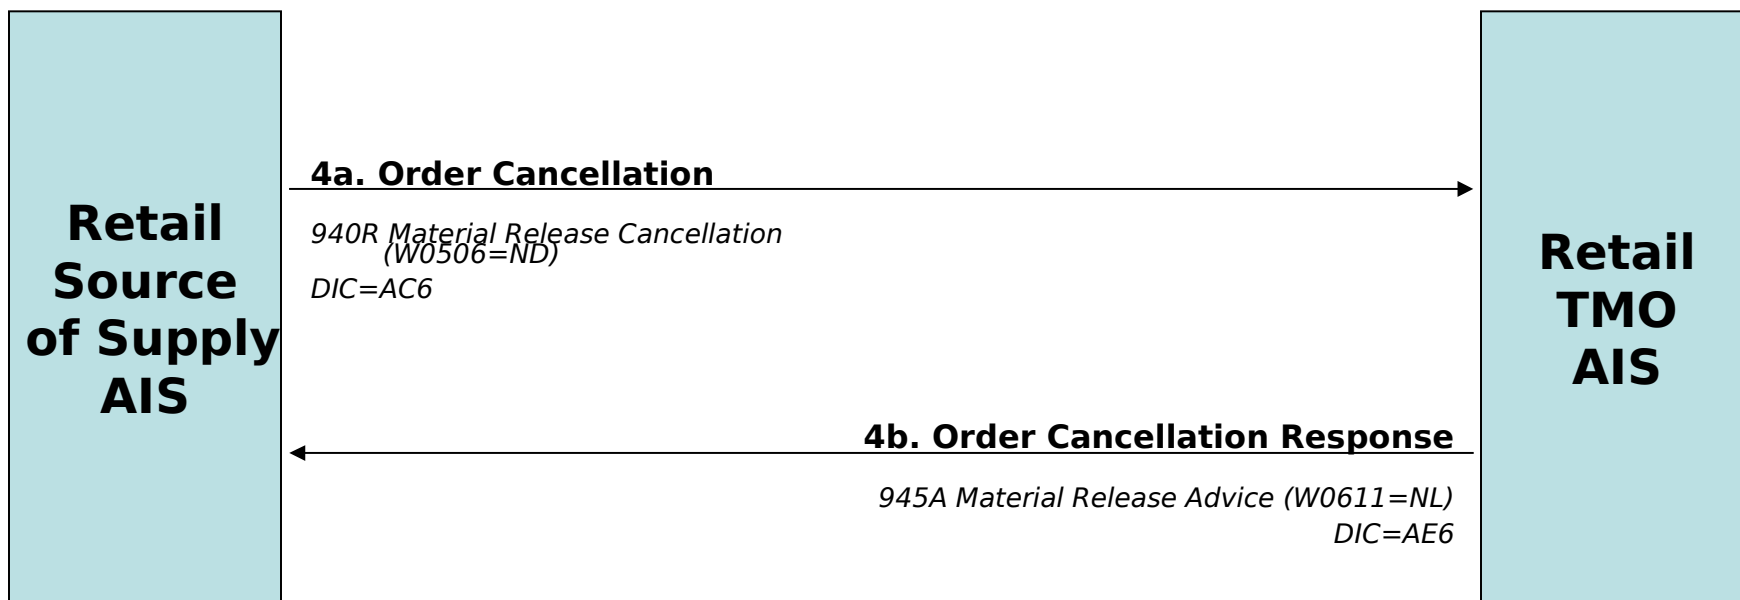 Retail
Source
of Supply
AIS
4a. Order Cancellation
940R Material Release Cancellation
(W0506=ND)
DIC=AC6
4b. Order Cancellation Response
945A Material Release Advice (W0611=NL)
DIC=AE6
Retail
TMO
AIS